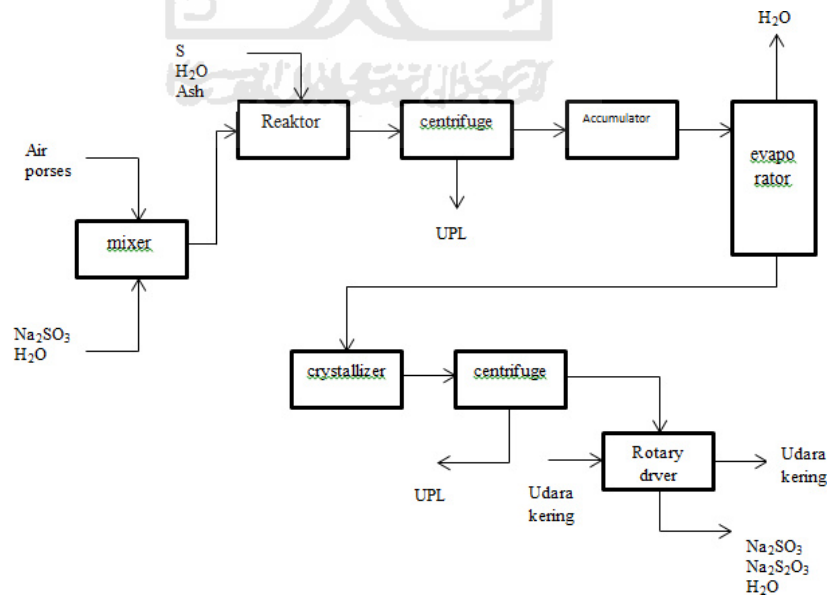 H₂O
S
H₂O
Ash
Reaktor
centrifuge
Accumulator
evapo
rator
Air
porses
mixer
UPL
Na₂SO₃
H₂O
crystallizer
centrifuge
Rotary
drver
Udara
kering
UPL
Udara
kering
Na₂SO₃
Na₂S₂O₃
H₂O